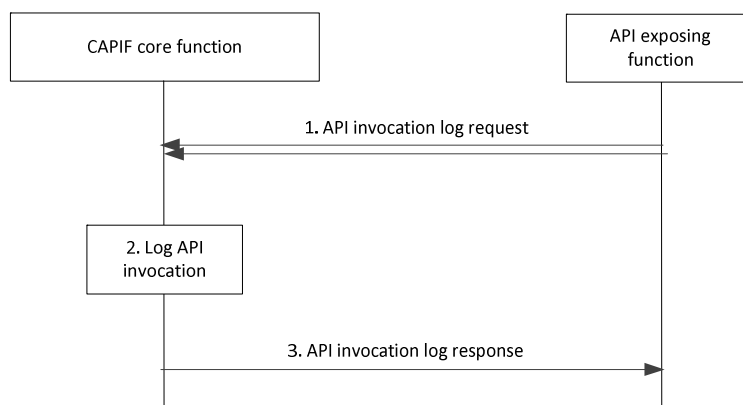 CAPIF core function
API exposing
function
1. API invocation log request
2. Log API
invocation
3. API invocation log response